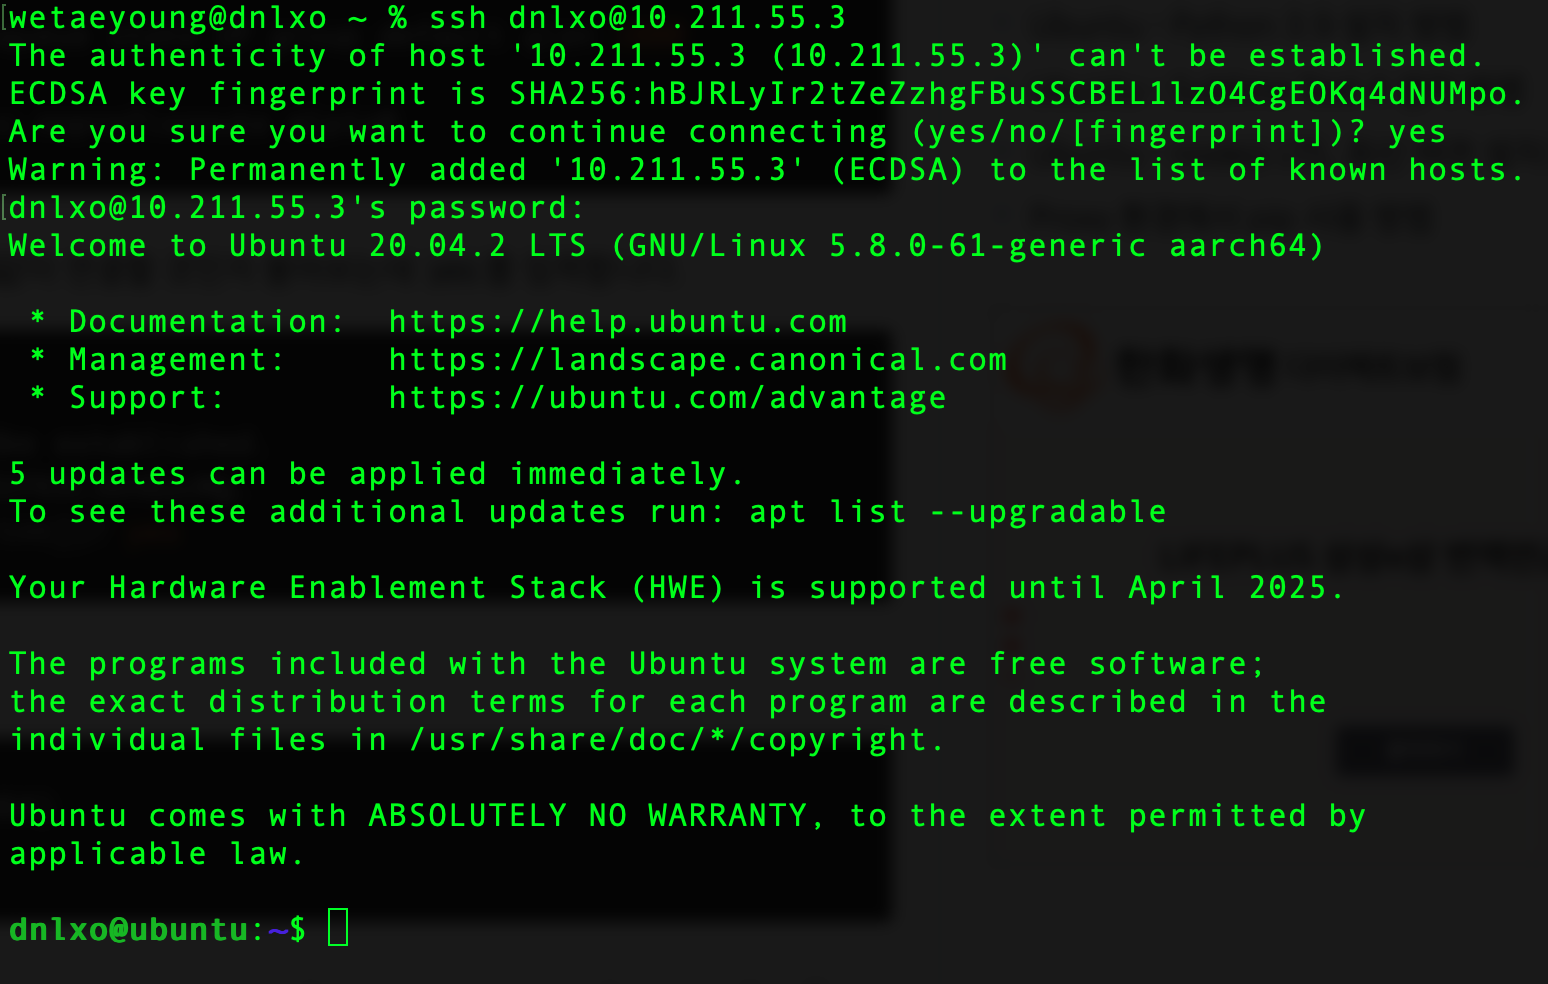 [wetaeyoung@dnlxo ~ % ssh dnlxo@10.211.55.3
The authenticity of host '10.211.55.3 (10.211.55.3)' can't be established.
ECDSA key fingerprint is SHA256:hBJRLyIr2tZeZzhgFBuSSCBEL1lzO4CgEOKq4dNUMpo.
Are you sure you want to continue connecting (yes/no/[fingerprint])? yes
Warning: Permanently added '10.211.55.3' (ECDSA) to the list of known hosts.
[dnlxo@10.211.55.3's password:
Welcome to Ubuntu 20.04.2 LTS (GNU/Linux 5.8.0-61-generic aarch64)
 * Documentation:  https://help.ubuntu.com
 * Management:     https://landscape.canonical.com
 * Support:        https://ubuntu.com/advantage
5 updates can be applied immediately.
To see these additional updates run: apt list --upgradable
Your Hardware Enablement Stack (HWE) is supported until April 2025.
The programs included with the Ubuntu system are free software;
the exact distribution terms for each program are described in the
individual files in /usr/share/doc/*/copyright.
Ubuntu comes with ABSOLUTELY NO WARRANTY, to the extent permitted by
applicable law.
dnlxo@ubuntu:~$